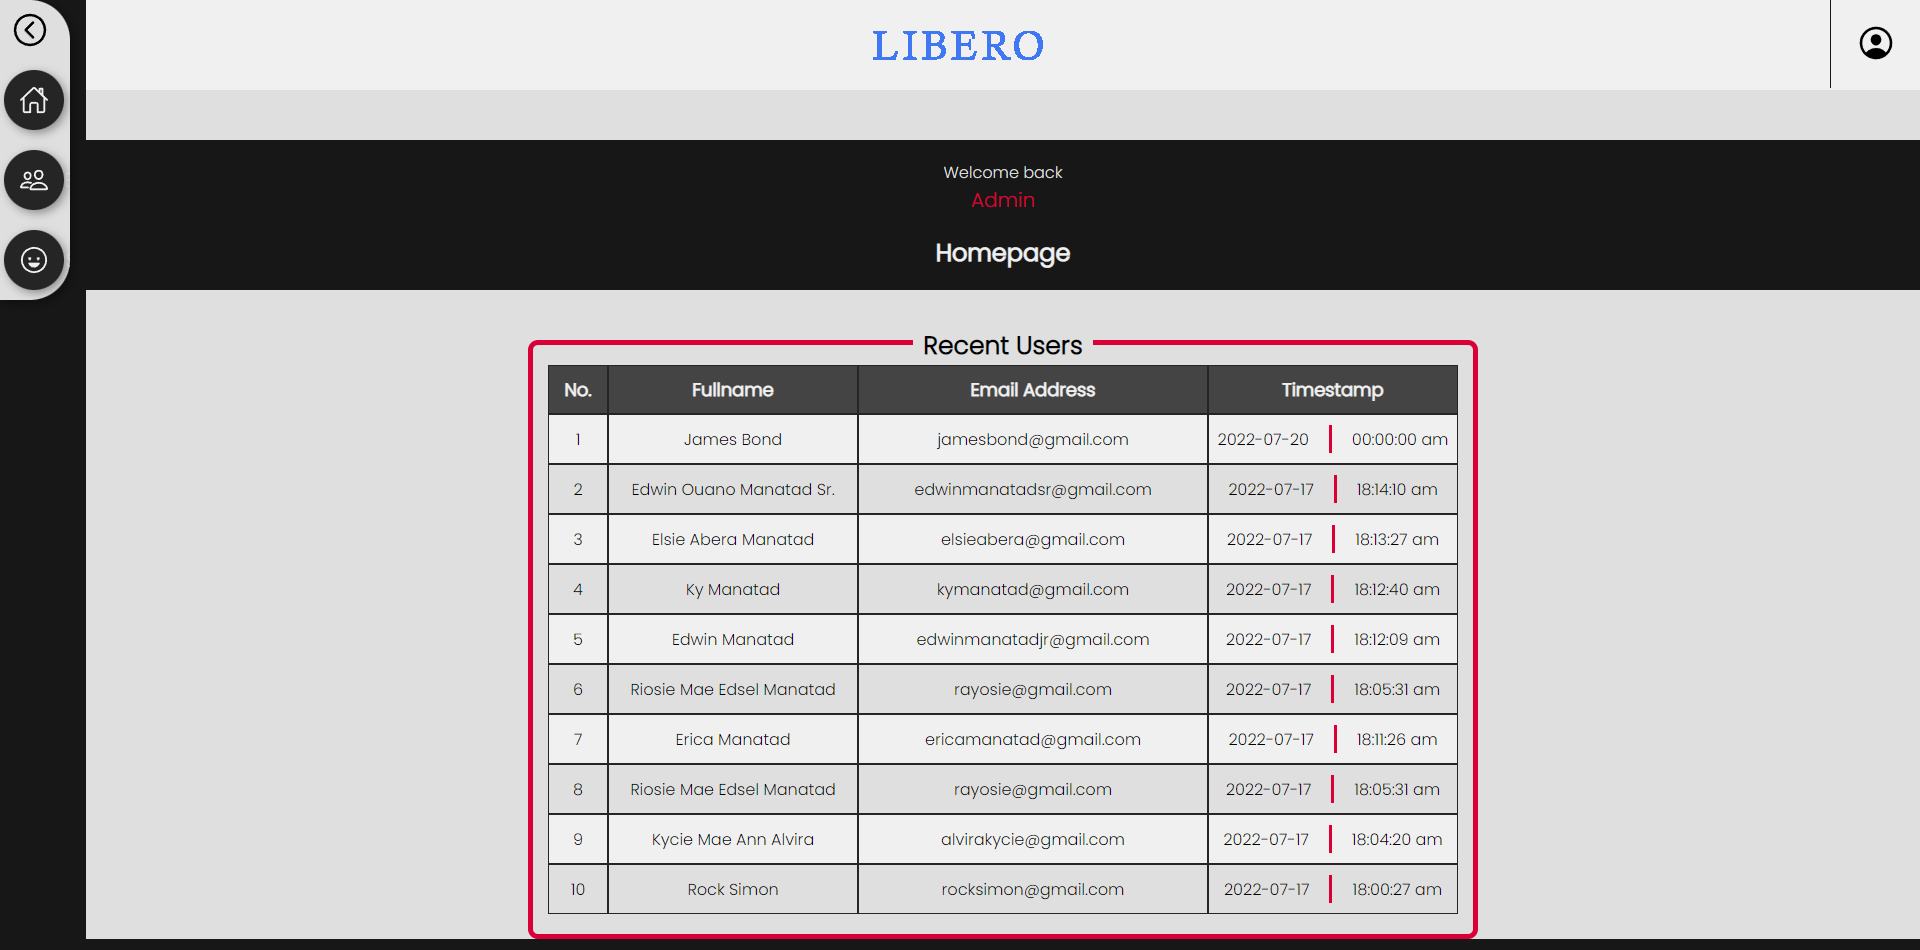 LIBERO
Welcome back
Admin
Homepage
Recent Users
No. Fullname Email Address Timestamp
1 James Bond jamesbond@gmail.com 2022-07-20 00:00:00 am
2 Edwin Ouano Manatad Sr. edwinmanatadsr@gmail.com 2022-07-17 18:14:10 am
3 Elsie Abera Manatad elsieabera@gmail.com 2022-07-17 18:13:27 am
4 Ky Manatad kymanatad@gmail.com 2022-07-17 18:12:40 am
5 Edwin Manatad edwinmanatadjr@gmail.com 2022-07-17 18:12:09 am
6 Riosie Mae Edsel Manatad rayosie@gmail.com 2022-07-17 18:05:31 am
7 Erica Manatad ericamanatad@gmail.com 2022-07-17 18:11:26 am
8 Riosie Mae Edsel Manatad rayosie@gmail.com 2022-07-17 18:05:31 am
9 Kycie Mae Ann Alvira alvirakycie@gmail.com 2022-07-17 18:04:20 am
10 Rock Simon rocksimon@gmail.com 2022-07-17 18:00:27 am